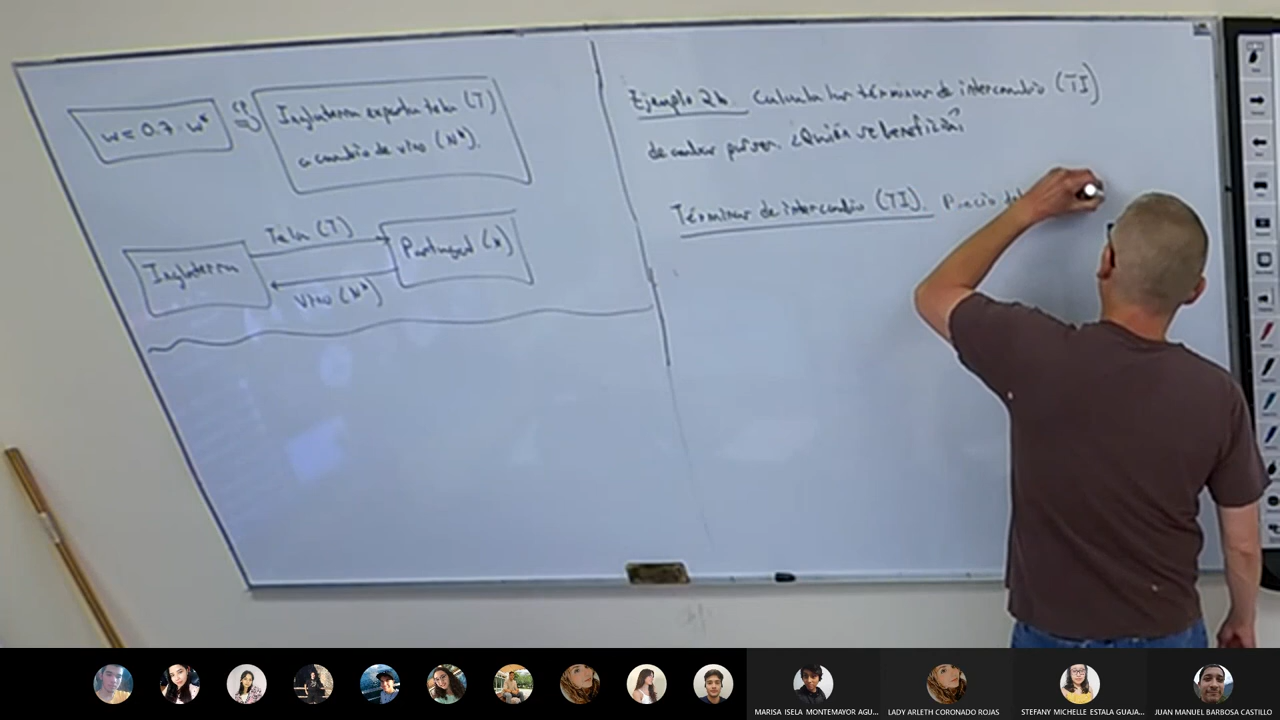 w = 0.7 · w*
⇒
Inglaterra exporta tela (T)
a cambio de vino (N*).
Tela (T)
Inglaterra
Portugal (*)
Vino (N*)
Ejemplo 2b. Calcula los términos de intercambio (TI)
de ambos países. ¿Quién se beneficia?
Términos de intercambio (TI). Precio del
MARISA ISELA MONTEMAYOR AGU...
LADY ARLETH CORONADO ROJAS
STEFANY MICHELLE ESTALA GUAJA...
JUAN MANUEL BARBOSA CASTILLO